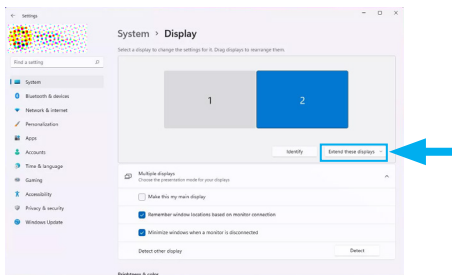 Settings
System > Display
Select a display to change the settings for it. Drag displays to rearrange them.
Find a setting
System
Bluetooth & devices
Network & internet
Personalization
Apps
Accounts
Time & language
Gaming
Accessibility
Privacy & security
Windows Update
1
2
Identify
Extend these displays
Multiple displays
Choose the presentation mode for your displays
Make this my main display
Remember window locations based on monitor connection
Minimize windows when a monitor is disconnected
Detect other display
Detect
Brightness & color